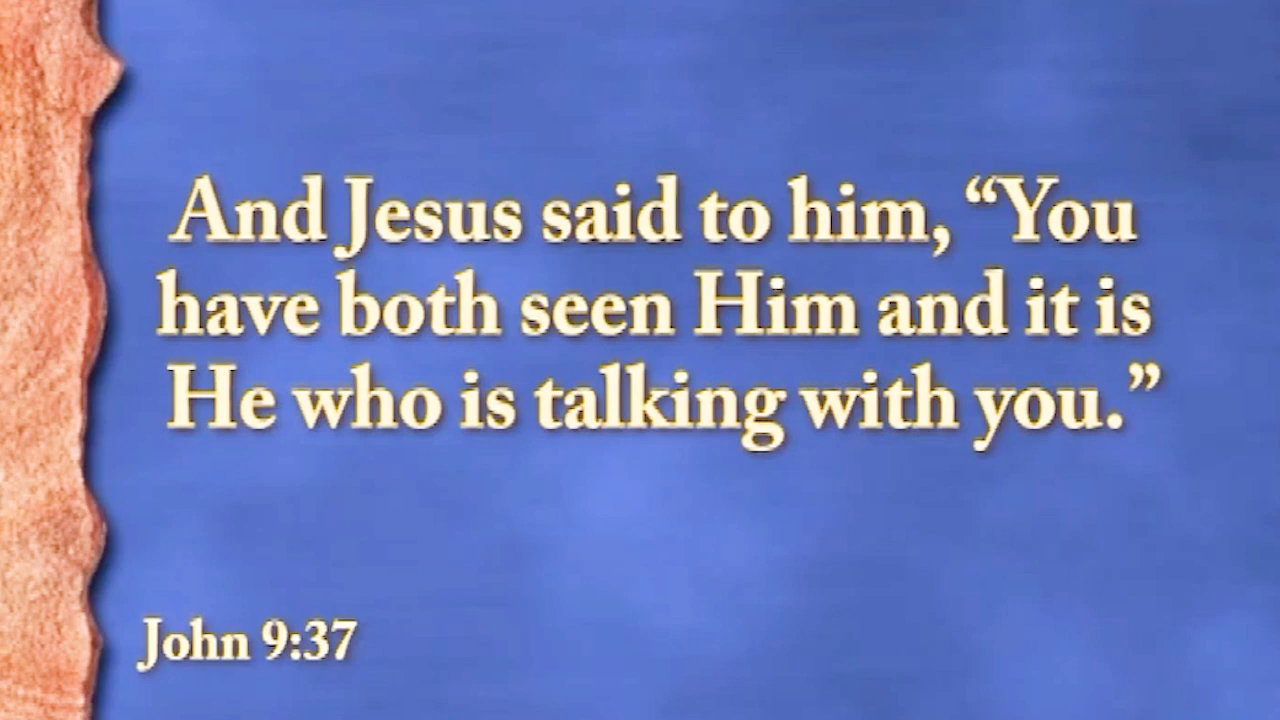 And Jesus said to him, “You
have both seen Him and it is
He who is talking with you.”
John 9:37